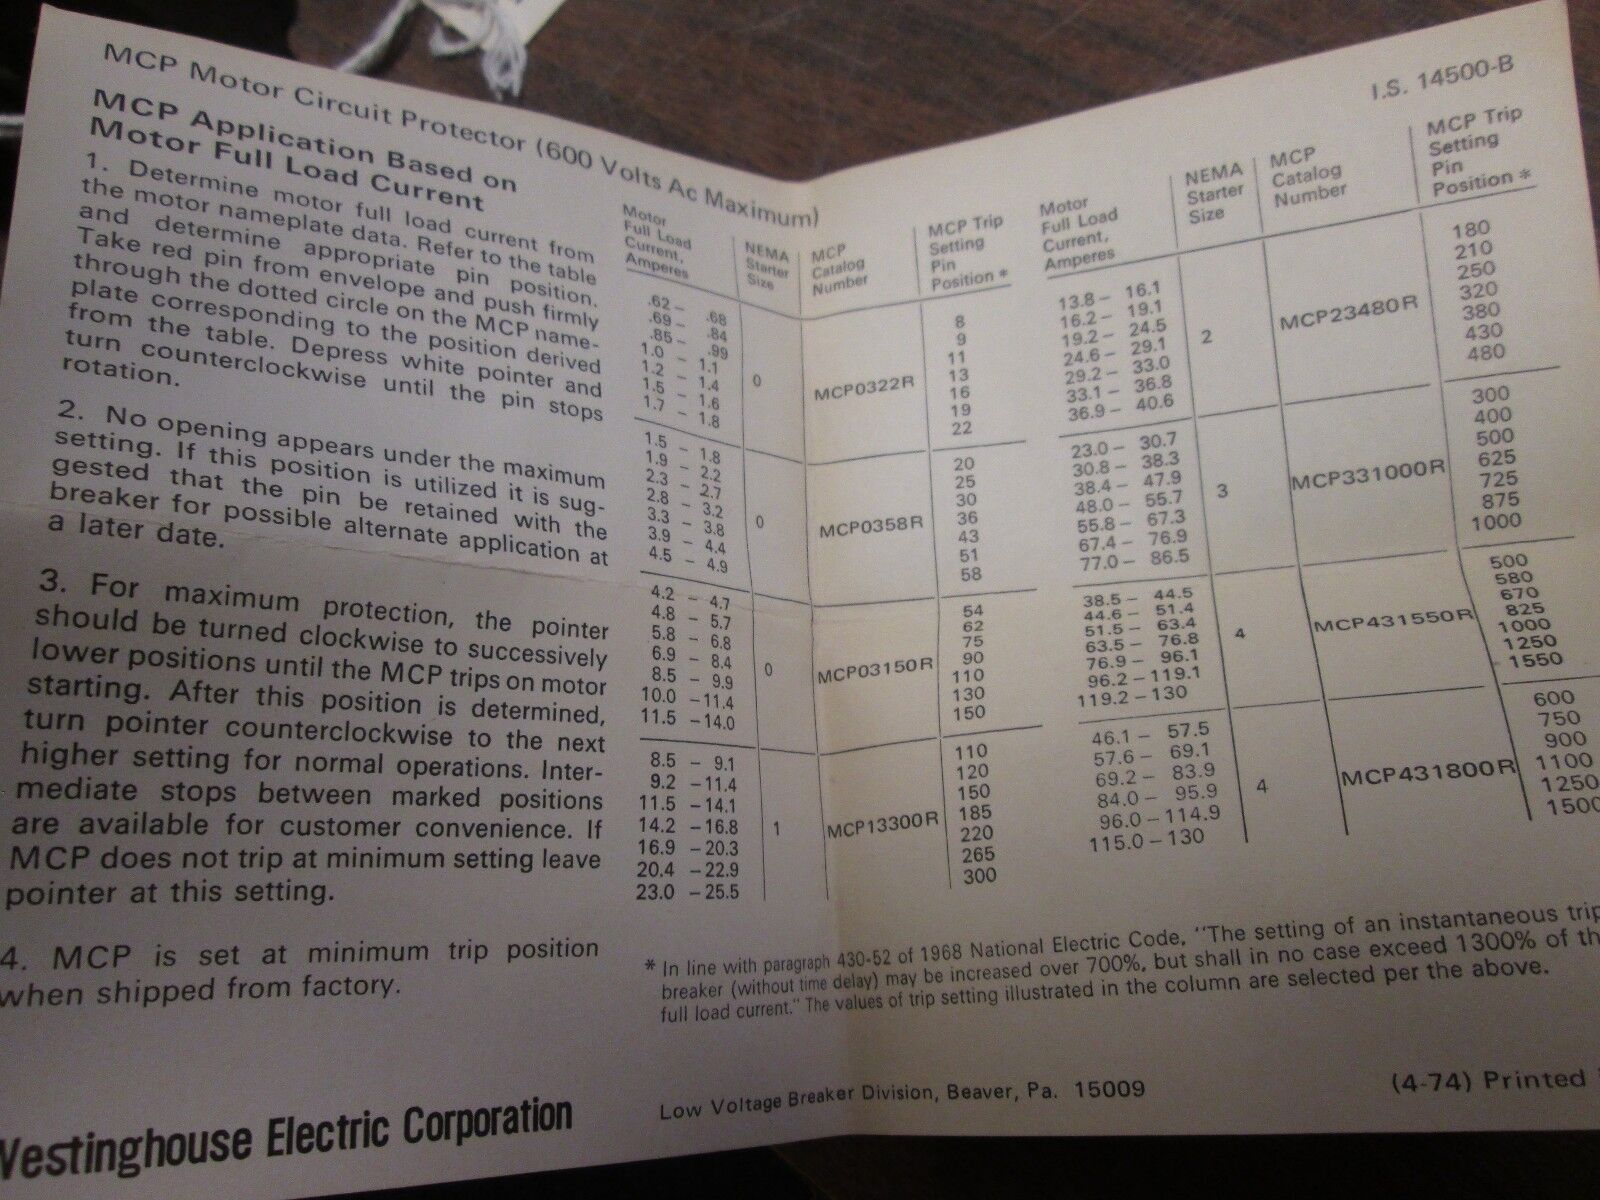 MCP Motor Circuit Protector (600 Volts Ac Maximum)
I.S. 14500-B
MCP Application Based on
Motor Full Load Current
1. Determine motor full load current from
the motor nameplate data. Refer to the table
and determine appropriate pin position.
Take red pin from envelope and push firmly
through the dotted circle on the MCP name-
plate corresponding to the position derived
from the table. Depress white pointer and
turn counterclockwise until the pin stops
rotation.
2. No opening appears under the maximum
setting. If this position is utilized it is sug-
gested that the pin be retained with the
breaker for possible alternate application at
a later date.
3. For maximum protection, the pointer
should be turned clockwise to successively
lower positions until the MCP trips on motor
starting. After this position is determined,
turn pointer counterclockwise to the next
higher setting for normal operations. Inter-
mediate stops between marked positions
are available for customer convenience. If
MCP does not trip at minimum setting leave
pointer at this setting.
4. MCP is set at minimum trip position
when shipped from factory.
Motor
Full Load
Current,
Amperes
NEMA
Starter
Size
MCP
Catalog
Number
MCP Trip
Setting
Pin
Position *
.62 – .68 8
.69 – .84 9
.85 – .99 11
1.0 – 1.1 0 MCP0322R 13
1.2 – 1.4 16
1.5 – 1.6 19
1.7 – 1.8 22
1.5 – 1.8 20
1.9 – 2.2 25
2.3 – 2.7 30
2.8 – 3.2 0 MCP0358R 36
3.3 – 3.8 43
3.9 – 4.4 51
4.5 – 4.9 58
4.2 – 4.7 54
4.8 – 5.7 62
5.8 – 6.8 75
6.9 – 8.4 0 MCP03150R 90
8.5 – 9.9 110
10.0 – 11.4 130
11.5 – 14.0 150
8.5 – 9.1 110
9.2 – 11.4 120
11.5 – 14.1 150
14.2 – 16.8 1 MCP13300R 185
16.9 – 20.3 220
20.4 – 22.9 265
23.0 – 25.5 300
Motor
Full Load
Current,
Amperes
NEMA
Starter
Size
MCP
Catalog
Number
MCP Trip
Setting
Pin
Position *
13.8 – 16.1 180
16.2 – 19.1 210
19.2 – 24.5 250
24.6 – 29.1 2 MCP23480R 320
29.2 – 33.0 380
33.1 – 36.8 430
36.9 – 40.6 480
23.0 – 30.7 300
30.8 – 38.3 400
38.4 – 47.9 500
48.0 – 55.7 3 MCP331000R 625
55.8 – 67.3 725
67.4 – 76.9 875
77.0 – 86.5 1000
38.5 – 44.5 500
44.6 – 51.4 580
51.5 – 63.4 670
63.5 – 76.8 4 MCP431550R 825
76.9 – 96.1 1000
96.2 – 119.1 1250
119.2 – 130 1550
46.1 – 57.5 600
57.6 – 69.1 750
69.2 – 83.9 900
84.0 – 95.9 4 MCP431800R 1100
96.0 – 114.9 1250
115.0 – 130 1500
* In line with paragraph 430-52 of 1968 National Electric Code, "The setting of an instantaneous trip
breaker (without time delay) may be increased over 700%, but shall in no case exceed 1300% of th
full load current." The values of trip setting illustrated in the column are selected per the above.
Westinghouse Electric Corporation
Low Voltage Breaker Division, Beaver, Pa. 15009
(4-74) Printed